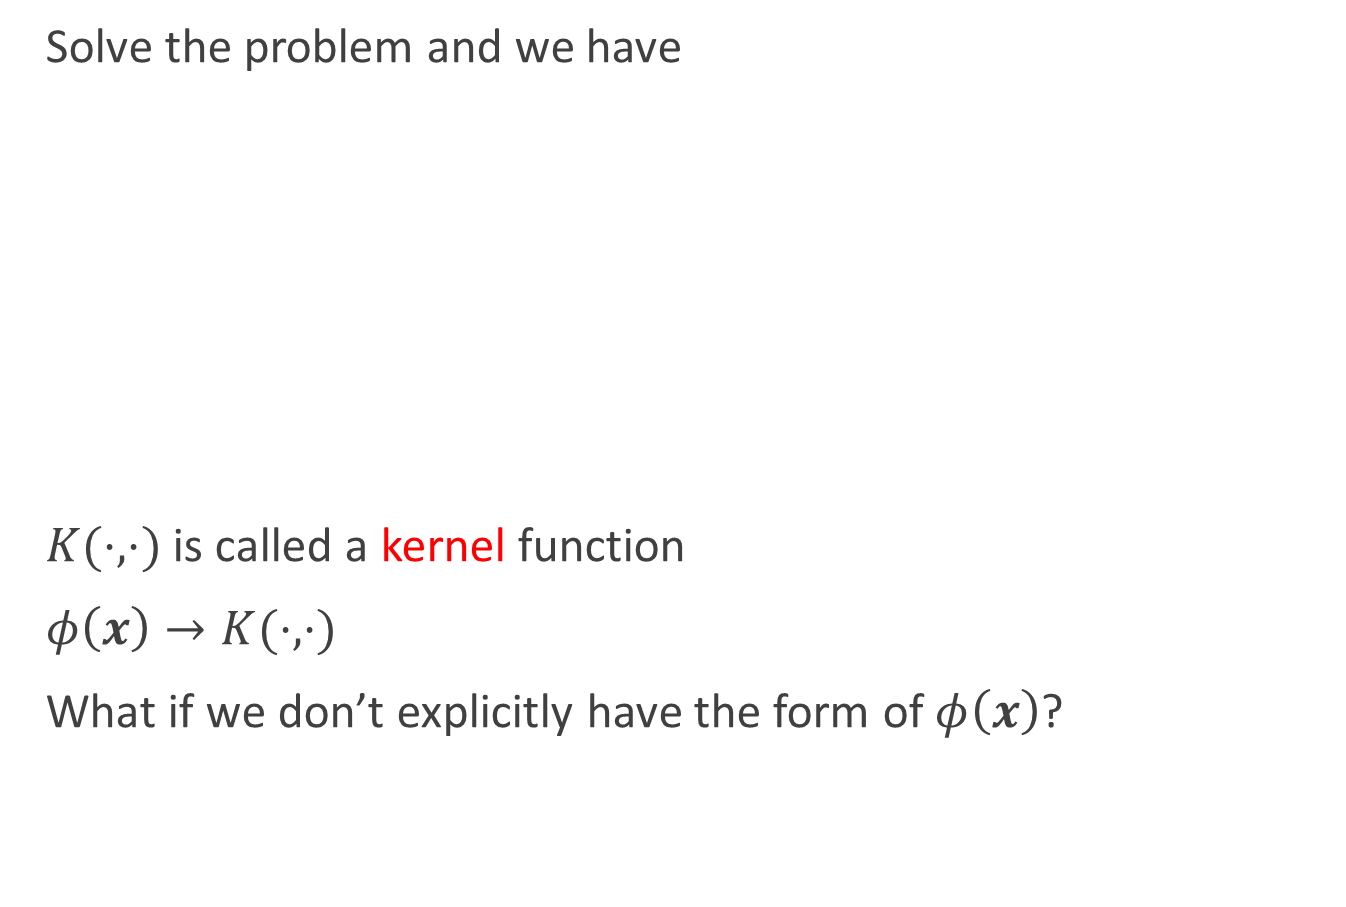 Solve the problem and we have
K(·,·) is called a kernel function
ϕ(x) → K(·,·)
What if we don’t explicitly have the form of ϕ(x)?